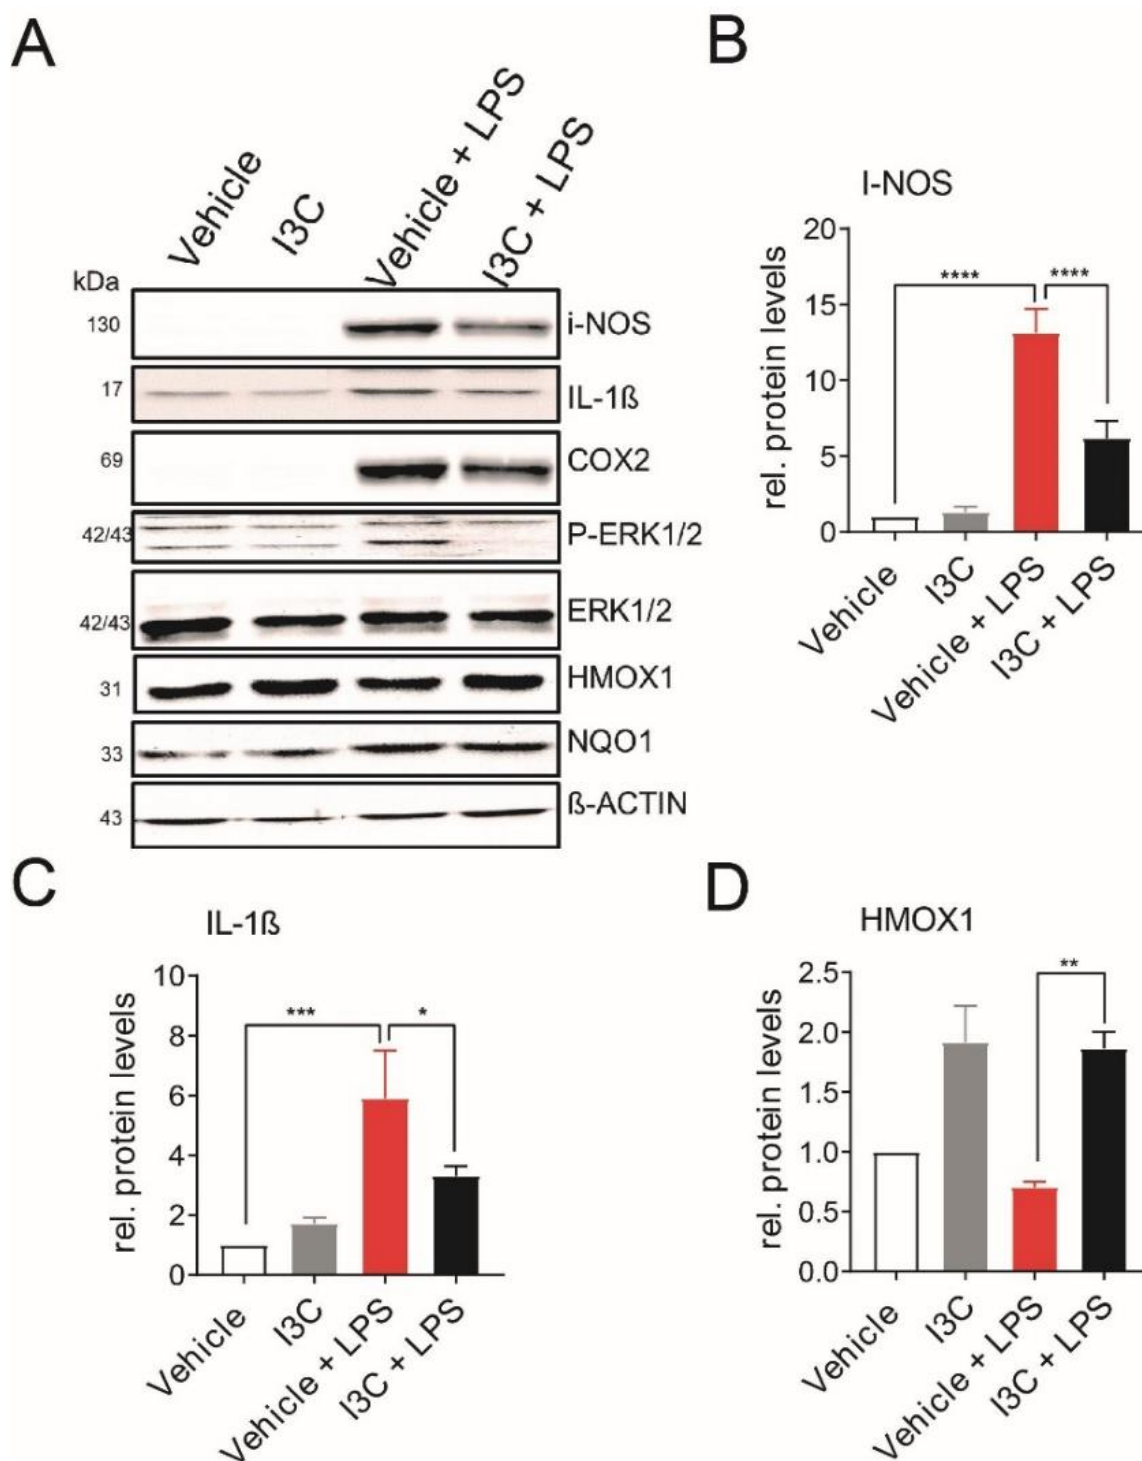 A
Vehicle
I3C
Vehicle + LPS
I3C + LPS
kDa
130 i-NOS
17 IL-1ß
69 COX2
42/43 P-ERK1/2
42/43 ERK1/2
31 HMOX1
33 NQO1
43 ß-ACTIN
B
I-NOS
rel. protein levels
20
15
10
5
0
**** ****
Vehicle
I3C
Vehicle + LPS
I3C + LPS
C
IL-1ß
rel. protein levels
10
8
6
4
2
0
*** *
Vehicle
I3C
Vehicle + LPS
I3C + LPS
D
HMOX1
rel. protein levels
2.5
2.0
1.5
1.0
0.5
0.0
**
Vehicle
I3C
Vehicle + LPS
I3C + LPS